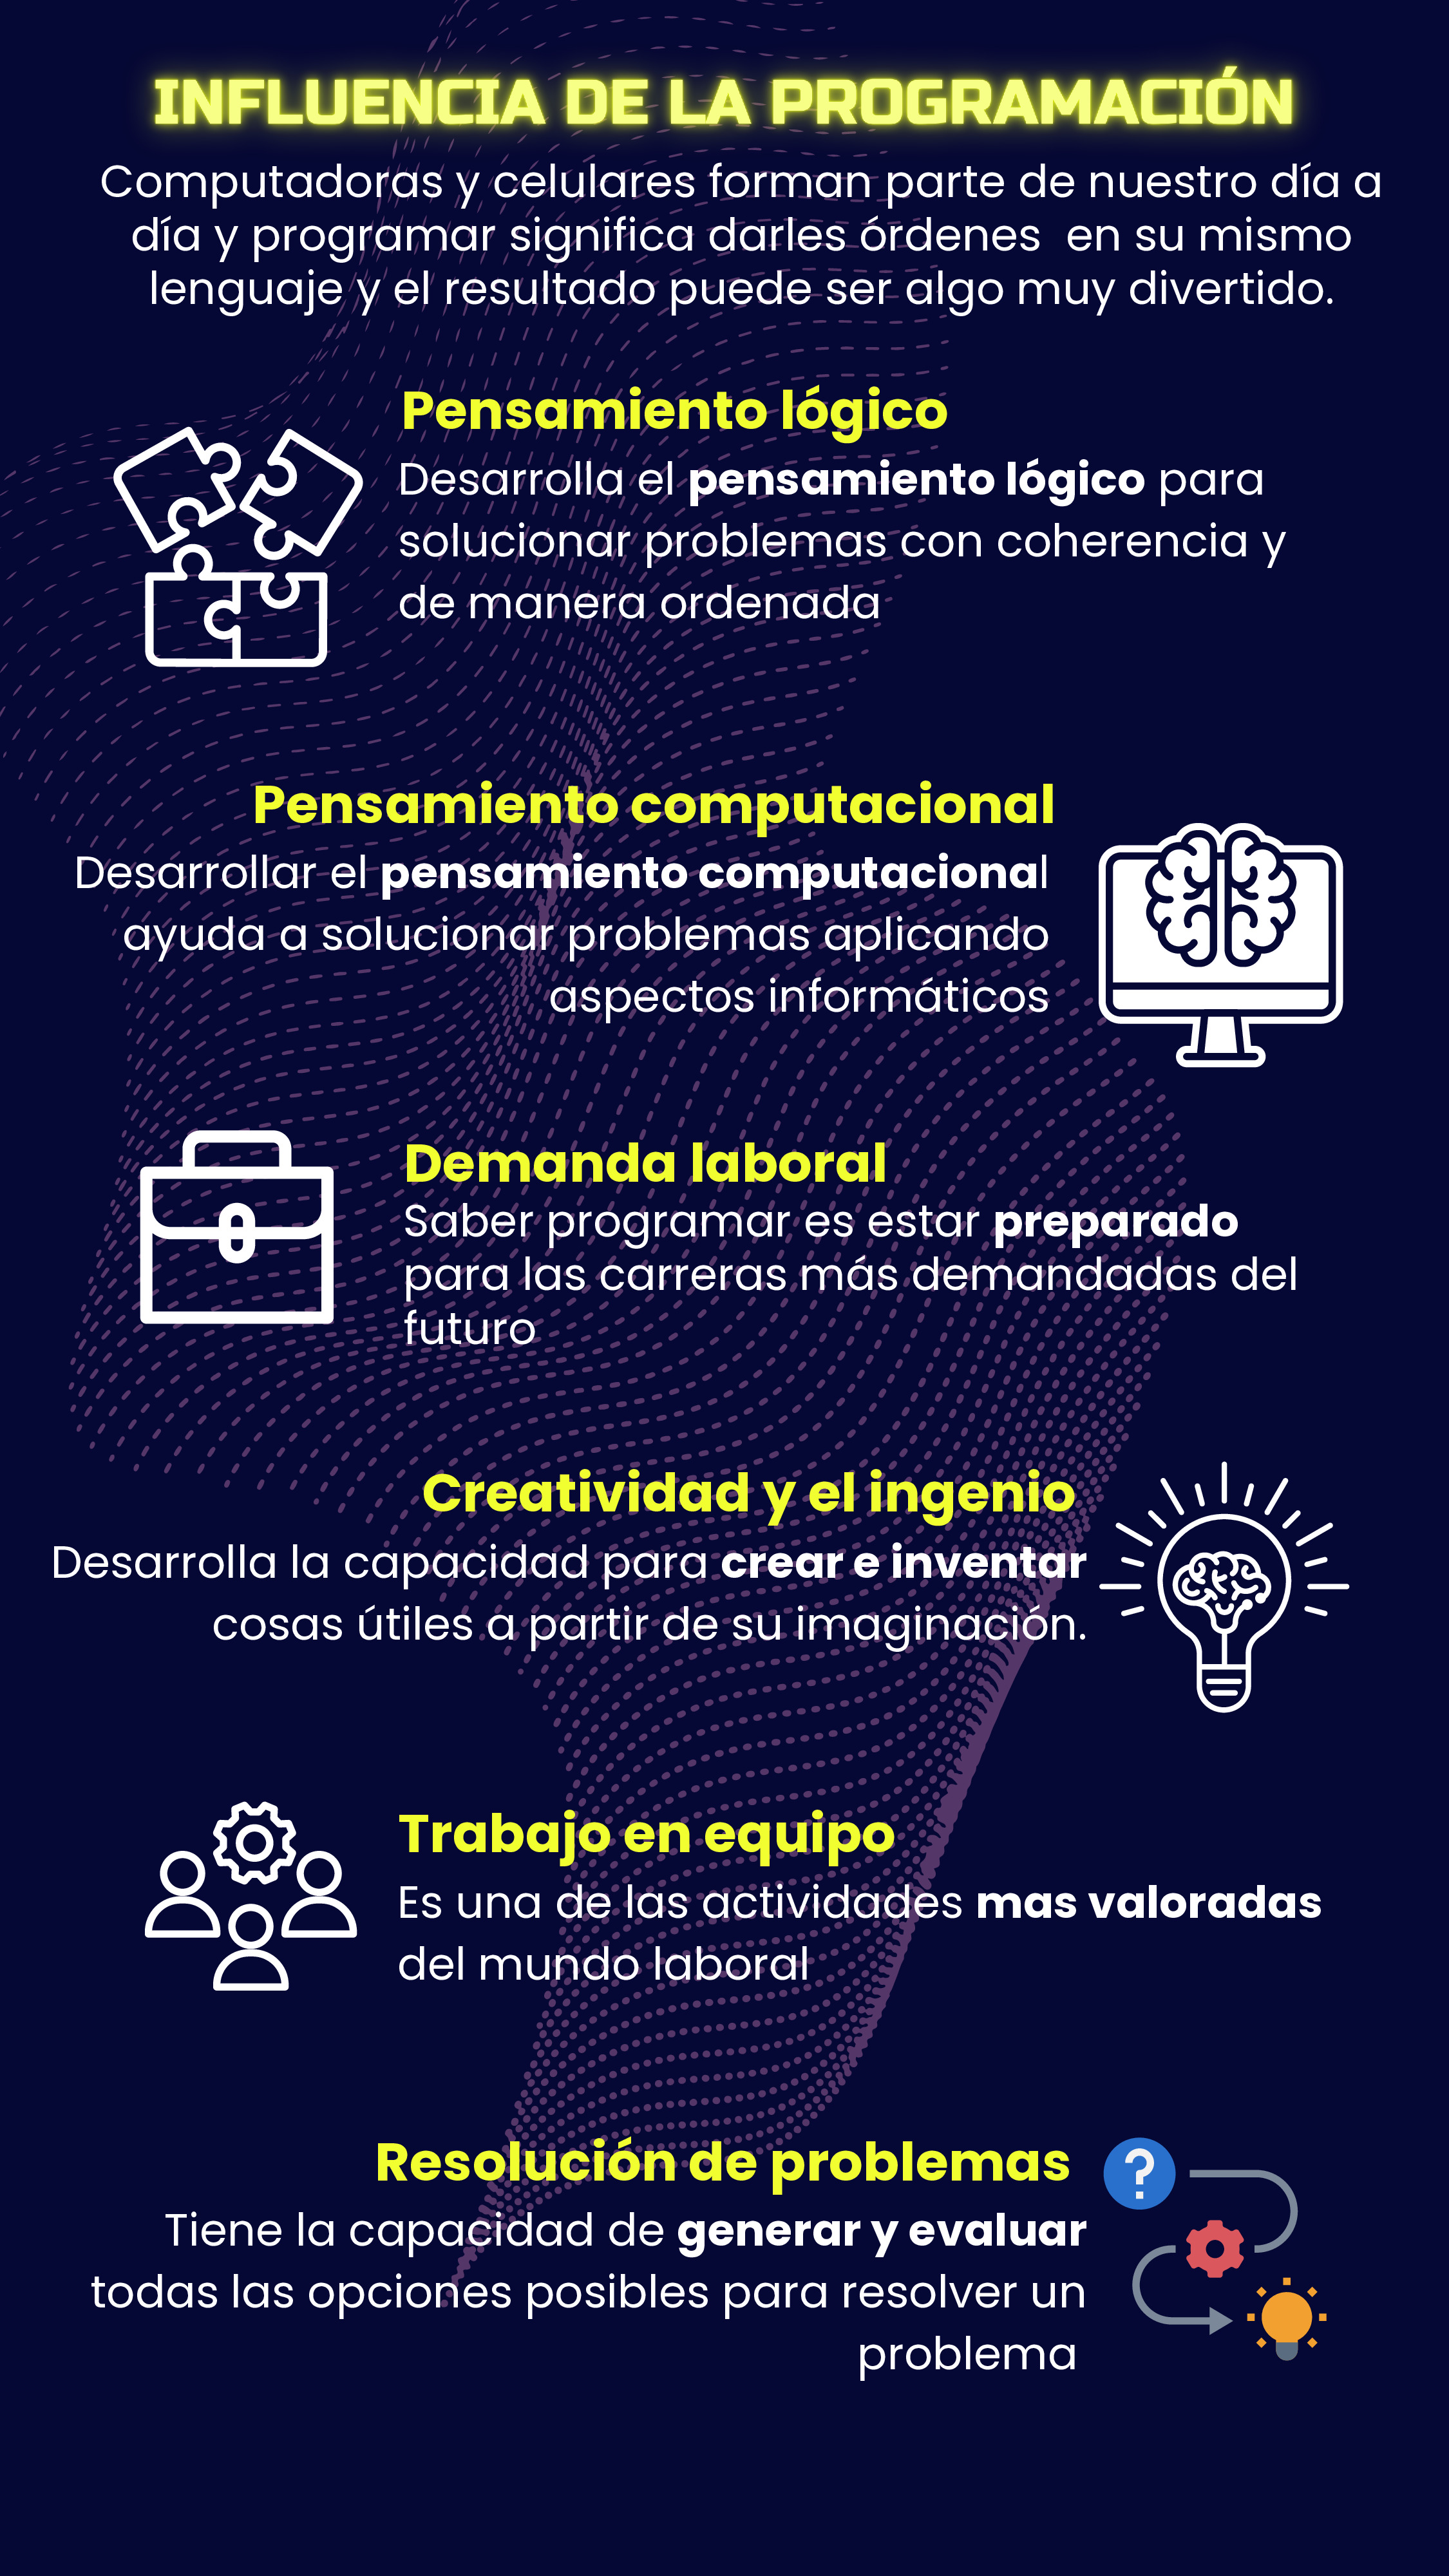 INFLUENCIA DE LA PROGRAMACIÓN
Computadoras y celulares forman parte de nuestro día a
día y programar significa darles órdenes  en su mismo
lenguaje y el resultado puede ser algo muy divertido.
Pensamiento lógico
Desarrolla el pensamiento lógico para
solucionar problemas con coherencia y
de manera ordenada
Pensamiento computacional
Desarrollar el pensamiento computacional
ayuda a solucionar problemas aplicando
aspectos informáticos
Demanda laboral
Saber programar es estar preparado
para las carreras más demandadas del
futuro
Creatividad y el ingenio
Desarrolla la capacidad para crear e inventar
cosas útiles a partir de su imaginación.
Trabajo en equipo
Es una de las actividades mas valoradas
del mundo laboral
Resolución de problemas
?
Tiene la capacidad de generar y evaluar
todas las opciones posibles para resolver un
problema